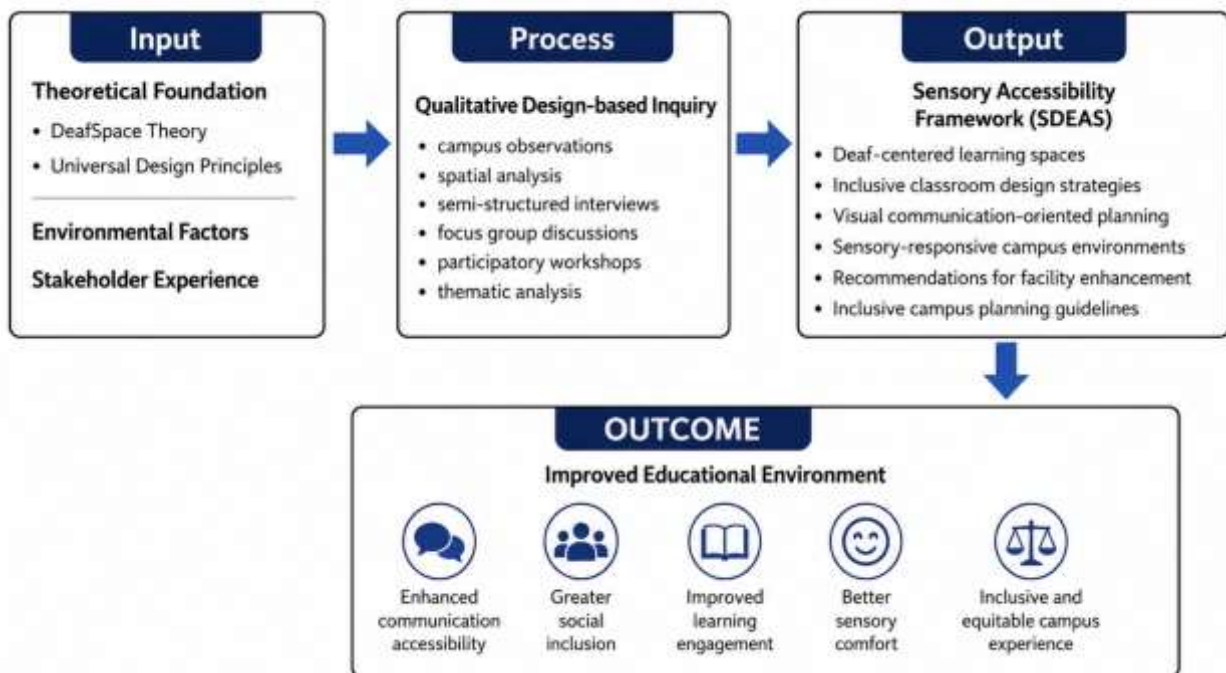 Input
Theoretical Foundation
• DeafSpace Theory
• Universal Design Principles
Environmental Factors
Stakeholder Experience
Process
Qualitative Design-based Inquiry
• campus observations
• spatial analysis
• semi-structured interviews
• focus group discussions
• participatory workshops
• thematic analysis
Output
Sensory Accessibility
Framework (SDEAS)
• Deaf-centered learning spaces
• Inclusive classroom design strategies
• Visual communication-oriented planning
• Sensory-responsive campus environments
• Recommendations for facility enhancement
• Inclusive campus planning guidelines
OUTCOME
Improved Educational Environment
Enhanced
communication
accessibility
Greater
social
inclusion
Improved
learning
engagement
Better
sensory
comfort
Inclusive and
equitable campus
experience